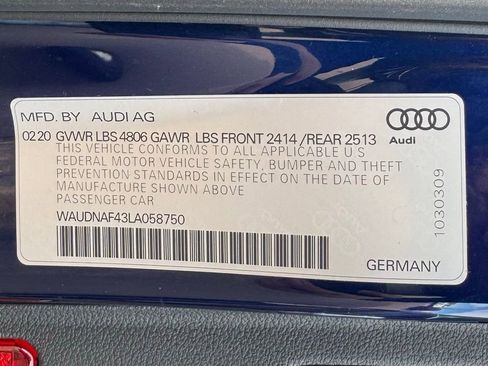 MFD. BY AUDI AG
0220 GVWR LBS 4806 GAWR LBS FRONT 2414 /REAR 2513
THIS VEHICLE CONFORMS TO ALL APPLICABLE U S
FEDERAL MOTOR VEHICLE SAFETY, BUMPER AND THEFT
PREVENTION STANDARDS IN EFFECT ON THE DATE OF
MANUFACTURE SHOWN ABOVE
PASSENGER CAR
WAUDNAF43LA058750
GERMANY
Audi
1030309